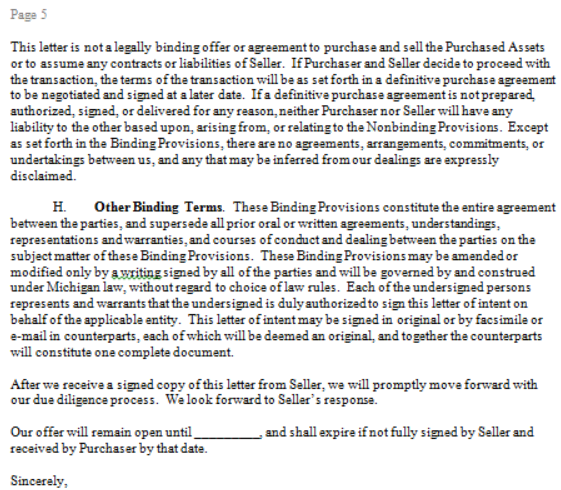 Page 5
This letter is not a legally binding offer or agreement to purchase and sell the Purchased Assets
or to assume any contracts or liabilities of Seller. If Purchaser and Seller decide to proceed with
the transaction, the terms of the transaction will be as set forth in a definitive purchase agreement
to be negotiated and signed at a later date. If a definitive purchase agreement is not prepared,
authorized, signed, or delivered for any reason, neither Purchaser nor Seller will have any
liability to the other based upon, arising from, or relating to the Nonbinding Provisions. Except
as set forth in the Binding Provisions, there are no agreements, arrangements, commitments, or
undertakings between us, and any that may be inferred from our dealings are expressly
disclaimed.
H. Other Binding Terms. These Binding Provisions constitute the entire agreement
between the parties, and supersede all prior oral or written agreements, understandings,
representations and warranties, and courses of conduct and dealing between the parties on the
subject matter of these Binding Provisions. These Binding Provisions may be amended or
modified only by a writing signed by all of the parties and will be governed by and construed
under Michigan law, without regard to choice of law rules. Each of the undersigned persons
represents and warrants that the undersigned is duly authorized to sign this letter of intent on
behalf of the applicable entity. This letter of intent may be signed in original or by facsimile or
e-mail in counterparts, each of which will be deemed an original, and together the counterparts
will constitute one complete document.
After we receive a signed copy of this letter from Seller, we will promptly move forward with
our due diligence process. We look forward to Seller's response.
Our offer will remain open until _________, and shall expire if not fully signed by Seller and
received by Purchaser by that date.
Sincerely,